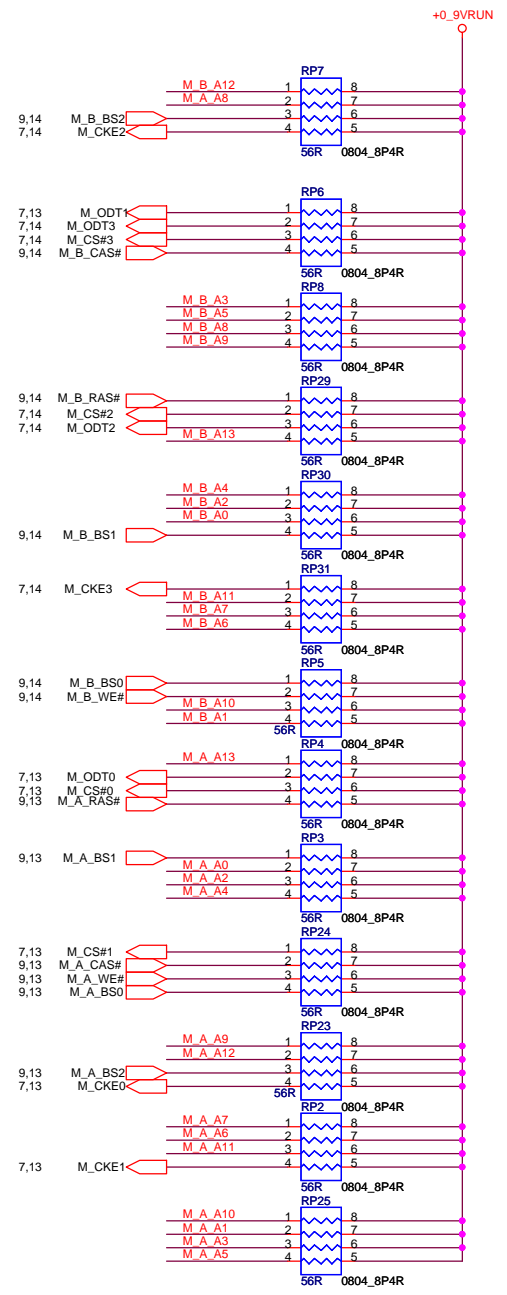 +0_9VRUN
RP7
M_B_A12 1 8
M_A_A8 2 7
9,14 M_B_BS2 3 6
7,14 M_CKE2 4 5
56R 0804_8P4R
RP6
7,13 M_ODT1 1 8
7,14 M_ODT3 2 7
7,14 M_CS#3 3 6
9,14 M_B_CAS# 4 5
56R 0804_8P4R
RP8
M_B_A3 1 8
M_B_A5 2 7
M_B_A8 3 6
M_B_A9 4 5
56R 0804_8P4R
RP29
9,14 M_B_RAS# 1 8
7,14 M_CS#2 2 7
7,14 M_ODT2 3 6
M_B_A13 4 5
56R 0804_8P4R
RP30
M_B_A4 1 8
M_B_A2 2 7
M_B_A0 3 6
9,14 M_B_BS1 4 5
56R 0804_8P4R
RP31
7,14 M_CKE3 1 8
M_B_A11 2 7
M_B_A7 3 6
M_B_A6 4 5
56R 0804_8P4R
RP5
9,14 M_B_BS0 1 8
9,14 M_B_WE# 2 7
M_B_A10 3 6
M_B_A1 4 5
56R 0804_8P4R
RP4
M_A_A13 1 8
7,13 M_ODT0 2 7
7,13 M_CS#0 3 6
9,13 M_A_RAS# 4 5
56R 0804_8P4R
RP3
9,13 M_A_BS1 1 8
M_A_A0 2 7
M_A_A2 3 6
M_A_A4 4 5
56R 0804_8P4R
RP24
7,13 M_CS#1 1 8
9,13 M_A_CAS# 2 7
9,13 M_A_WE# 3 6
9,13 M_A_BS0 4 5
56R 0804_8P4R
RP23
M_A_A9 1 8
M_A_A12 2 7
9,13 M_A_BS2 3 6
7,13 M_CKE0 4 5
56R 0804_8P4R
RP2
M_A_A7 1 8
M_A_A6 2 7
M_A_A11 3 6
7,13 M_CKE1 4 5
56R 0804_8P4R
RP25
M_A_A10 1 8
M_A_A1 2 7
M_A_A3 3 6
M_A_A5 4 5
56R 0804_8P4R